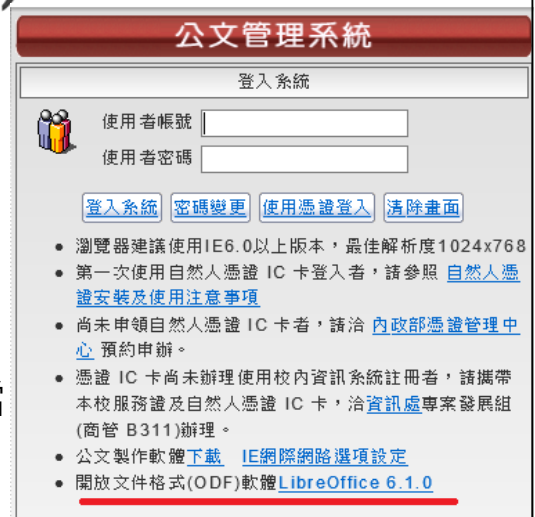 公文管理系統
登入系統
使用者帳號
使用者密碼
登入系統 密碼變更 使用憑證登入 清除畫面
• 瀏覽器建議使用IE6.0以上版本，最佳解析度1024x768
• 第一次使用自然人憑證 IC 卡登入者，請參照 自然人憑
證安裝及使用注意事項
• 尚未申領自然人憑證 IC 卡者，請洽 內政部憑證管理中
心 預約申辦。
• 憑證 IC 卡尚未辦理使用校內資訊系統註冊者，請攜帶
本校服務證及自然人憑證 IC 卡，洽資訊處專案發展組
(商管 B311)辦理。
• 公文製作軟體下載 IE網際網路選項設定
• 開放文件格式(ODF)軟體LibreOffice 6.1.0